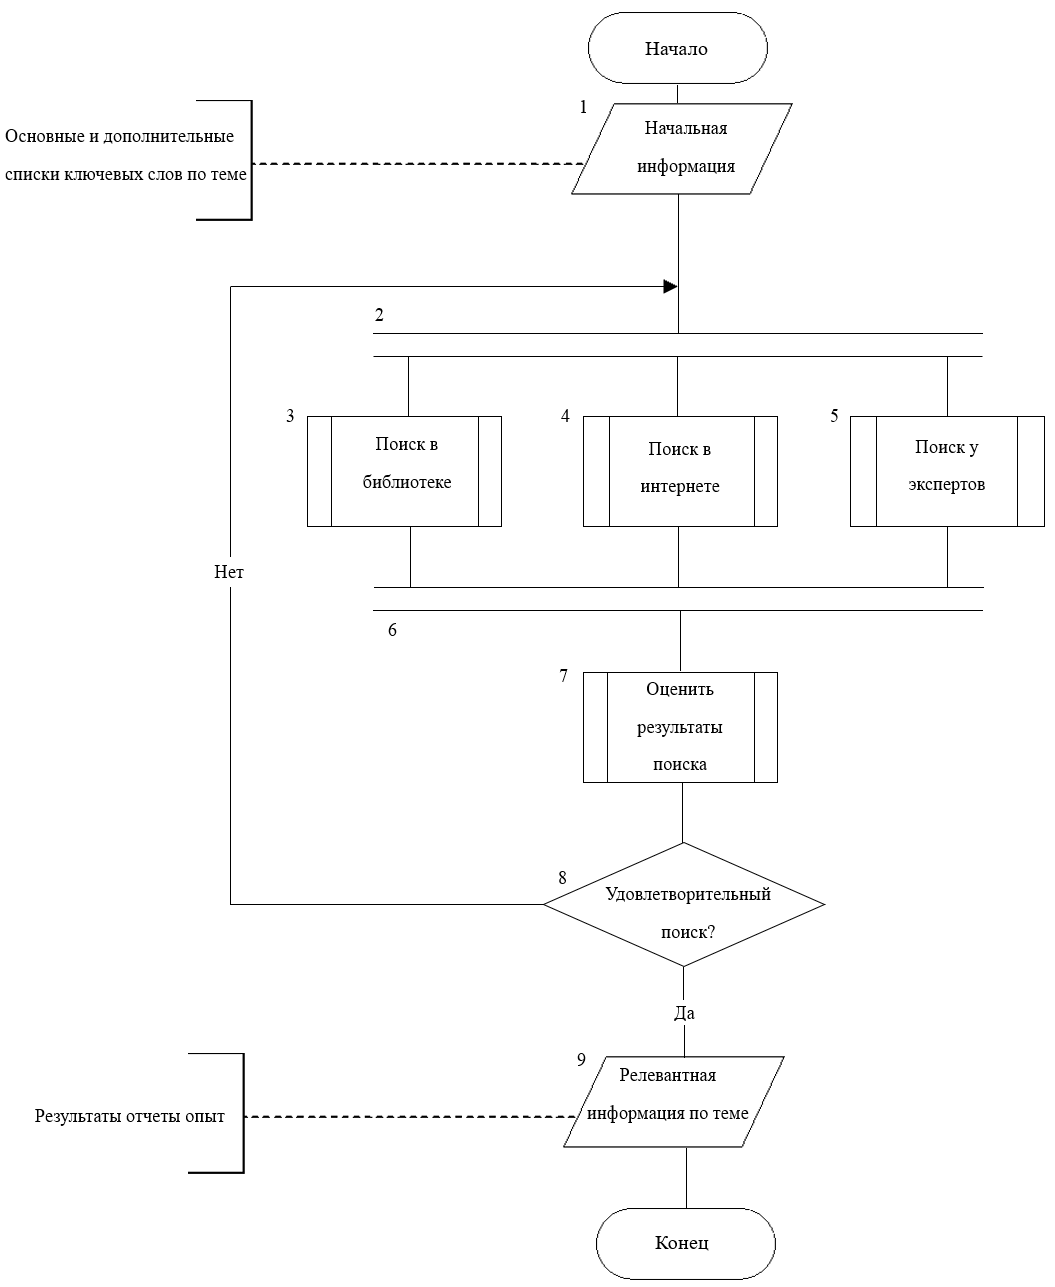 Начало
1
Начальная
информация
Основные и дополнительные
списки ключевых слов по теме
2
3
Поиск в
библиотеке
4
Поиск в
интернете
5
Поиск у
экспертов
Нет
6
7
Оценить
результаты
поиска
8
Удовлетворительный
поиск?
Да
9
Релевантная
информация по теме
Результаты отчеты опыт
Конец